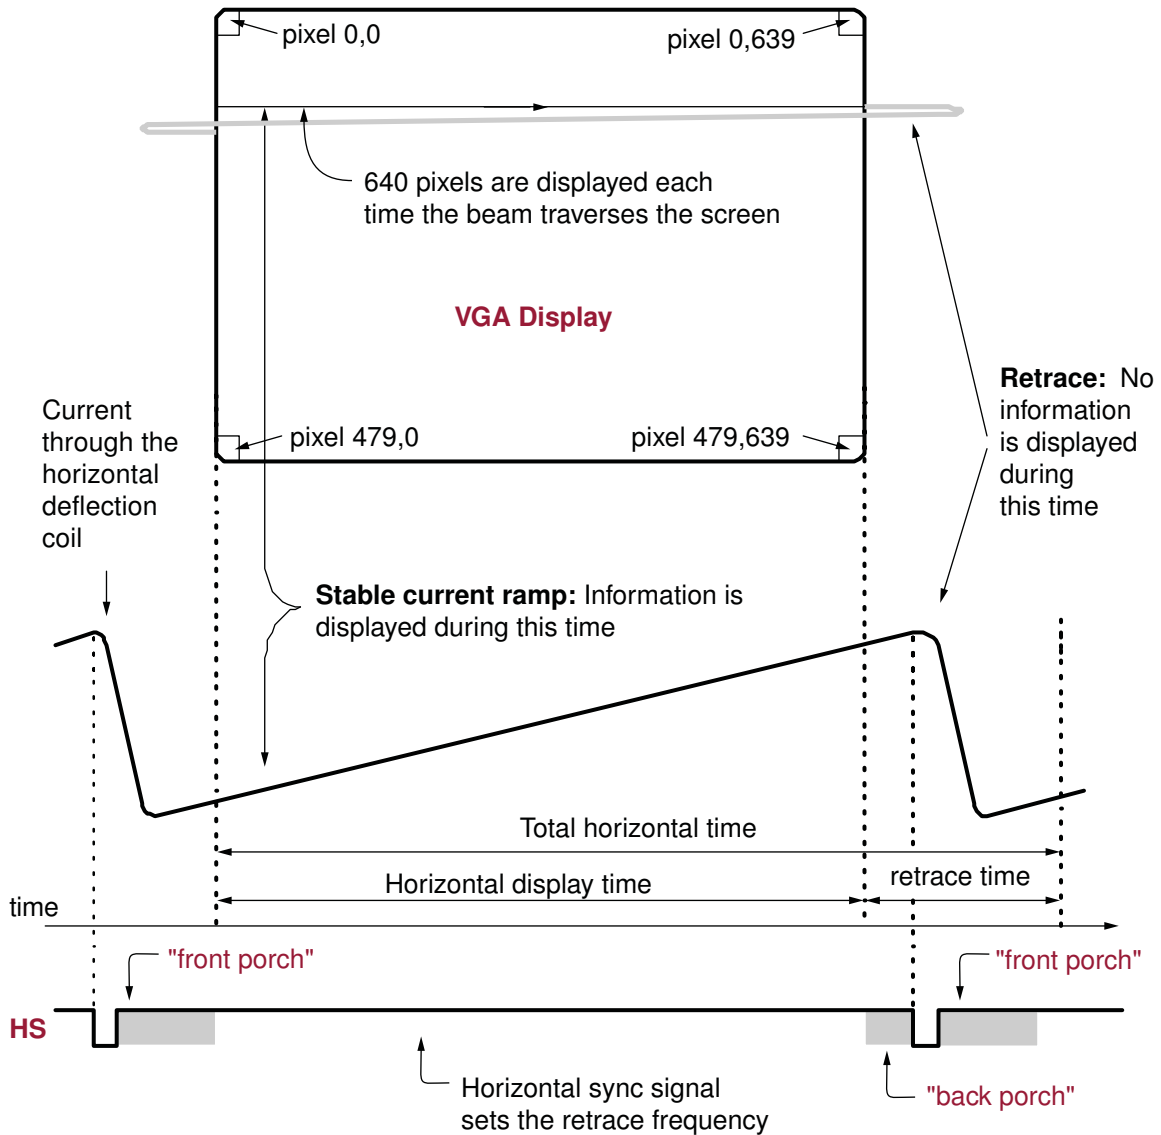 pixel 0,0
pixel 0,639
640 pixels are displayed each
time the beam traverses the screen
VGA Display
Retrace: No
information
is displayed
during
this time
Current
through the
horizontal
deflection
coil
pixel 479,0
pixel 479,639
Stable current ramp: Information is
displayed during this time
Total horizontal time
Horizontal display time
retrace time
time
"front porch"
"front porch"
HS
Horizontal sync signal
sets the retrace frequency
"back porch"